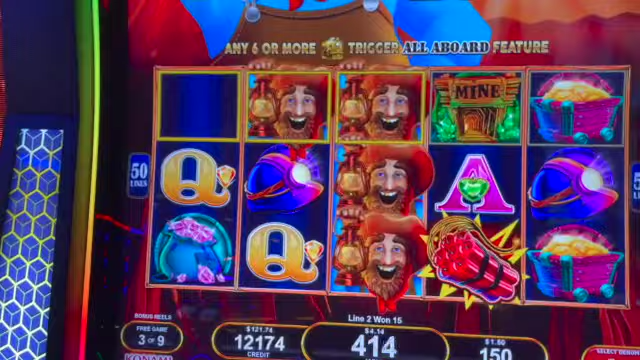 ANY 6 OR MORE TRIGGER ALL ABOARD FEATURE
MINE
50
LINES
Q
A
Q
BONUS REELS
FREE GAME
3 of 9
$121.74
12174
CREDIT
Line 2 Won 15
$4.14
414
$1.50
150
KONAMI